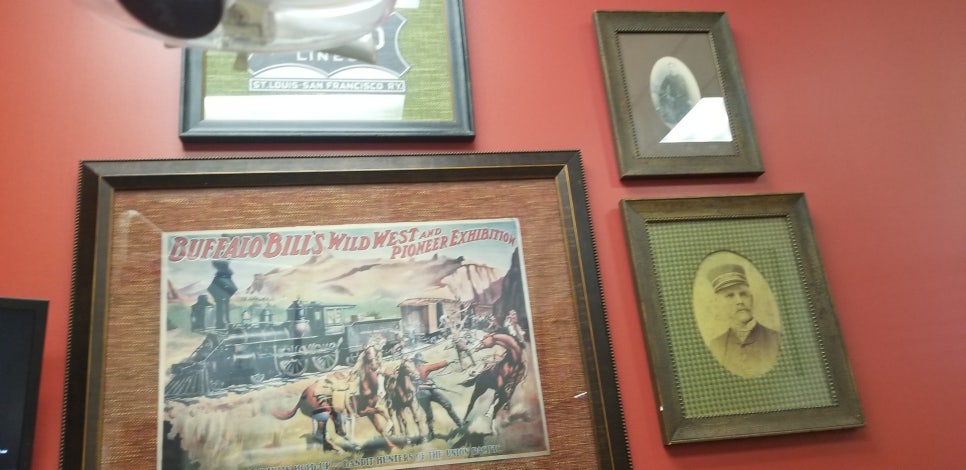 LINES
ST. LOUIS-SAN FRANCISCO RY.
BUFFALO BILL'S WILD WEST AND
PIONEER EXHIBITION
BANDIT HUNTERS OF THE UNION PACIFIC